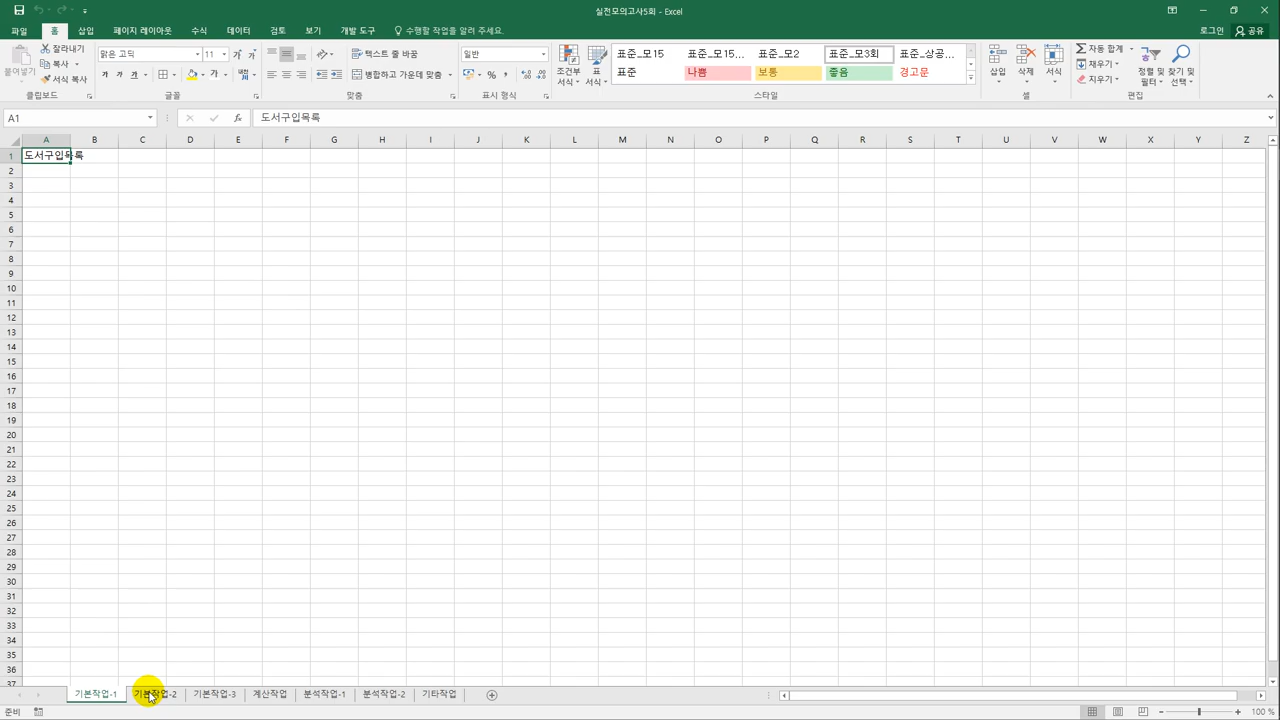 실전모의고사5회 - Excel
파일 홈 삽입 페이지 레이아웃 수식 데이터 검토 보기 개발 도구 수행할 작업을 알려 주세요. 로그인 공유
붙여넣기 잘라내기 복사 서식 복사
맑은 고딕 11
텍스트 줄 바꿈
병합하고 가운데 맞춤
일반
조건부 서식 표 서식
표준_모15 표준_모15... 표준_모2 표준_모3회 표준_상공...
표준 나쁨 보통 좋음 경고문
삽입 삭제 서식
자동 합계 채우기 지우기
정렬 및 필터 찾기 및 선택
클립보드 글꼴 맞춤 표시 형식 스타일 셀 편집
A1 fx 도서구입목록
A B C D E F G H I J K L M N O P Q R S T U V W X Y Z
1 도서구입목록
2
3
4
5
6
7
8
9
10
11
12
13
14
15
16
17
18
19
20
21
22
23
24
25
26
27
28
29
30
31
32
33
34
35
36
37
기본작업-1 기본작업-2 기본작업-3 계산작업 분석작업-1 분석작업-2 기타작업
준비 100 %